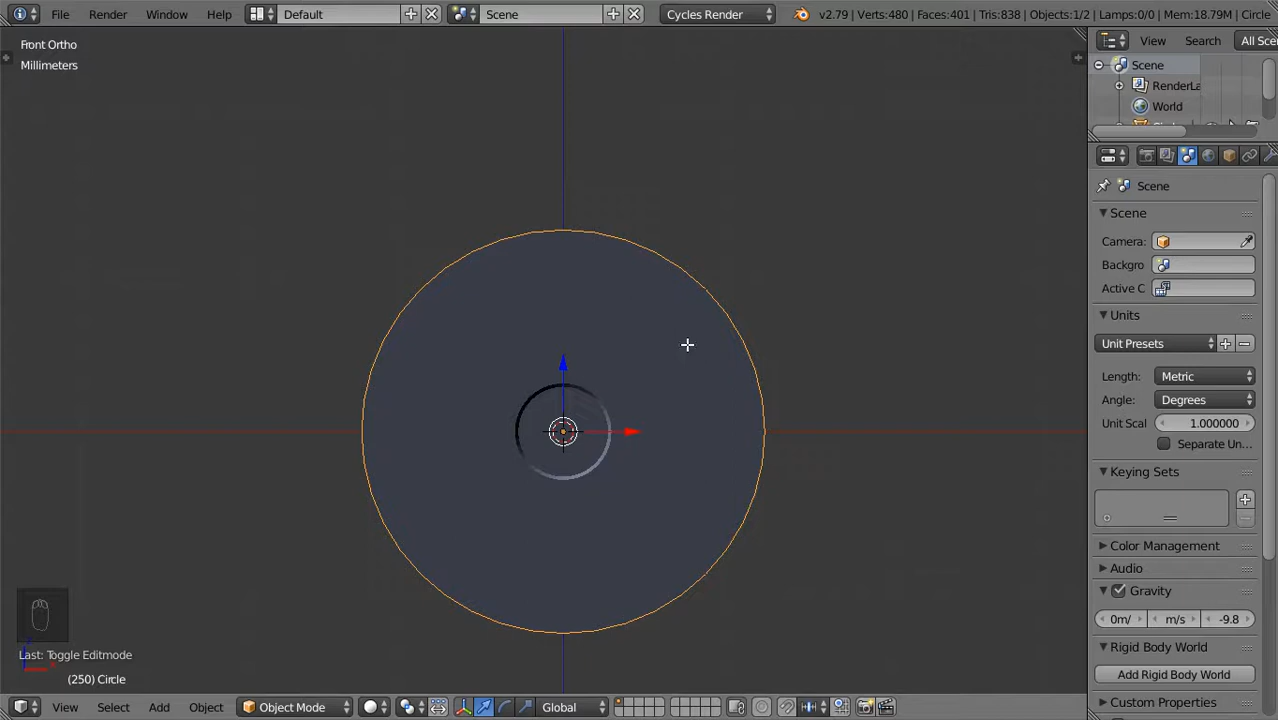 File Render Window Help Default Scene Cycles Render v2.79 | Verts:480 | Faces:401 | Tris:838 | Objects:1/2 | Lamps:0/0 | Mem:18.79M | Circle
Front Ortho
Millimeters
View Search All Sce
Scene
RenderLa
World
Scene
Scene
Camera:
Backgro
Active C
Units
Unit Presets
Length: Metric
Angle: Degrees
Unit Scal 1.000000
Separate Un...
Keying Sets
Color Management
Audio
Gravity
0m/ m/s -9.8
Rigid Body World
Add Rigid Body World
Custom Properties
Last: Toggle Editmode
(250) Circle
View Select Add Object Object Mode Global